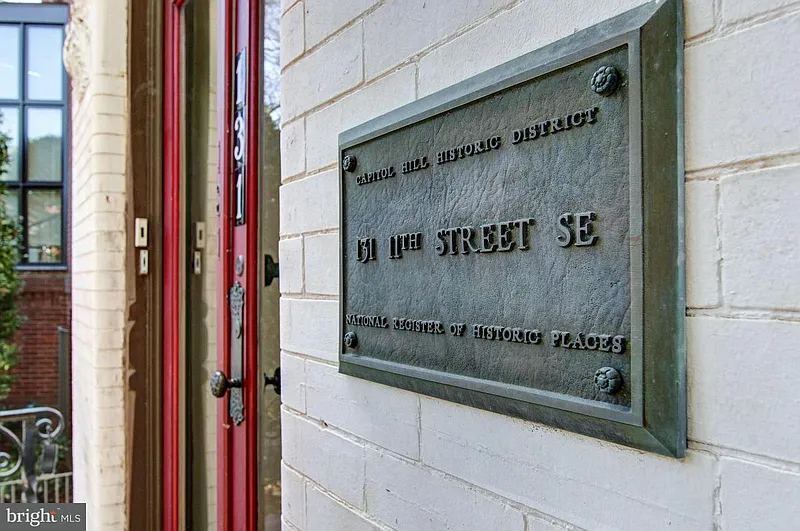 131
CAPITOL HILL HISTORIC DISTRICT
131 11TH STREET SE
NATIONAL REGISTER OF HISTORIC PLACES
bright MLS